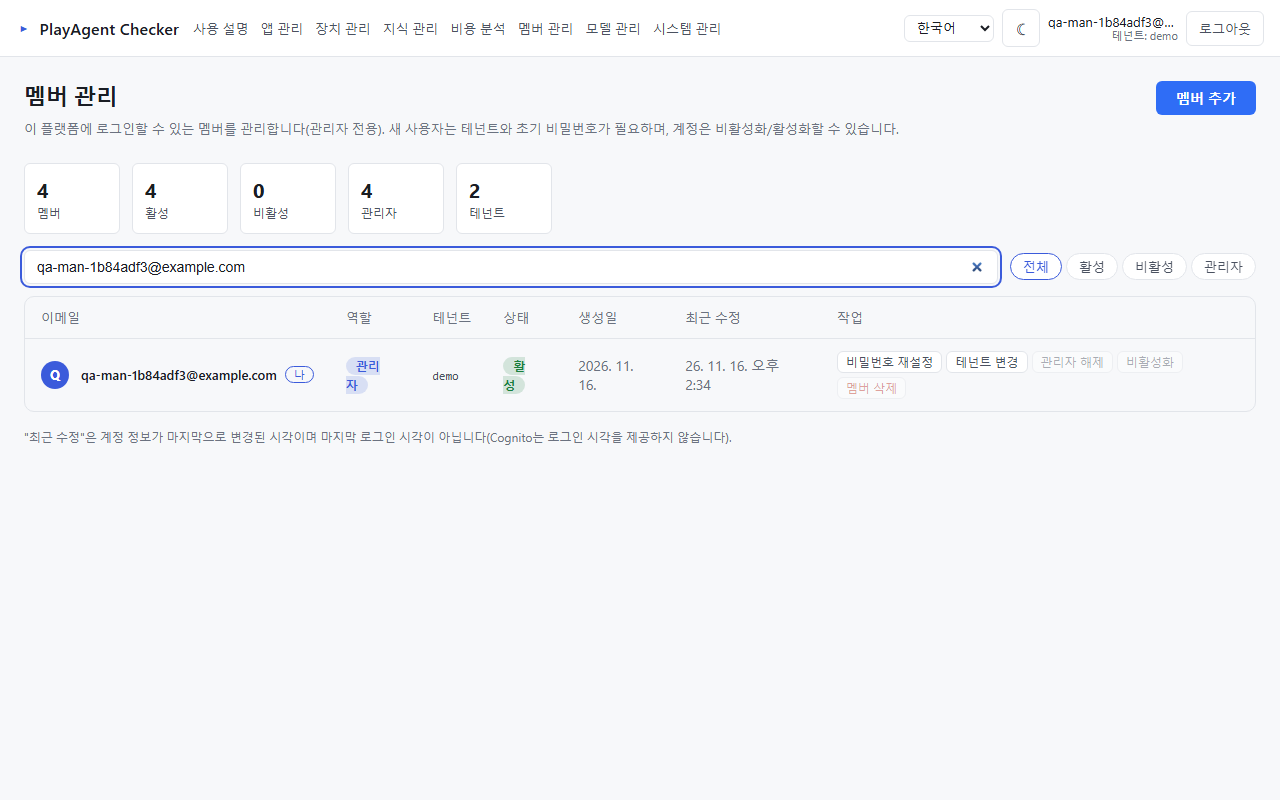 PlayAgent Checker 사용 설명 앱 관리 장치 관리 지식 관리 비용 분석 멤버 관리 모델 관리 시스템 관리 한국어 qa-man-1b84adf3@... 로그아웃
테넌트: demo
멤버 관리
멤버 추가
이 플랫폼에 로그인할 수 있는 멤버를 관리합니다(관리자 전용). 새 사용자는 테넌트와 초기 비밀번호가 필요하며, 계정은 비활성화/활성화할 수 있습니다.
4 4 0 4 2
멤버 활성 비활성 관리자 테넌트
qa-man-1b84adf3@example.com 전체 활성 비활성 관리자
이메일 역할 테넌트 상태 생성일 최근 수정 작업
Q qa-man-1b84adf3@example.com 나
관리
자
demo
활
성
2026. 11.
16.
26. 11. 16. 오후
2:34
비밀번호 재설정 테넌트 변경 관리자 해제 비활성화
멤버 삭제
"최근 수정"은 계정 정보가 마지막으로 변경된 시각이며 마지막 로그인 시각이 아닙니다(Cognito는 로그인 시각을 제공하지 않습니다).